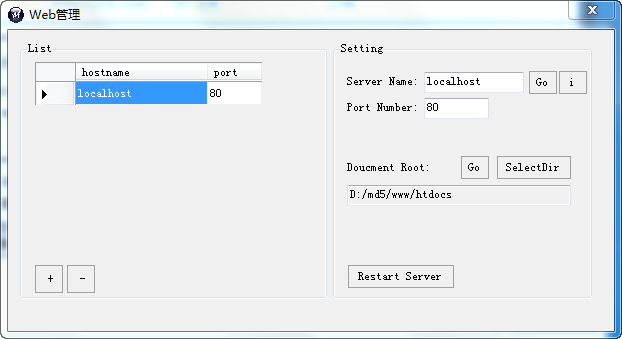 Web管理
List
hostname port
localhost 80
+ -
Setting
Server Name: localhost Go i
Port Number: 80
Doucment Root: Go SelectDir
D:/md5/www/htdocs
Restart Server